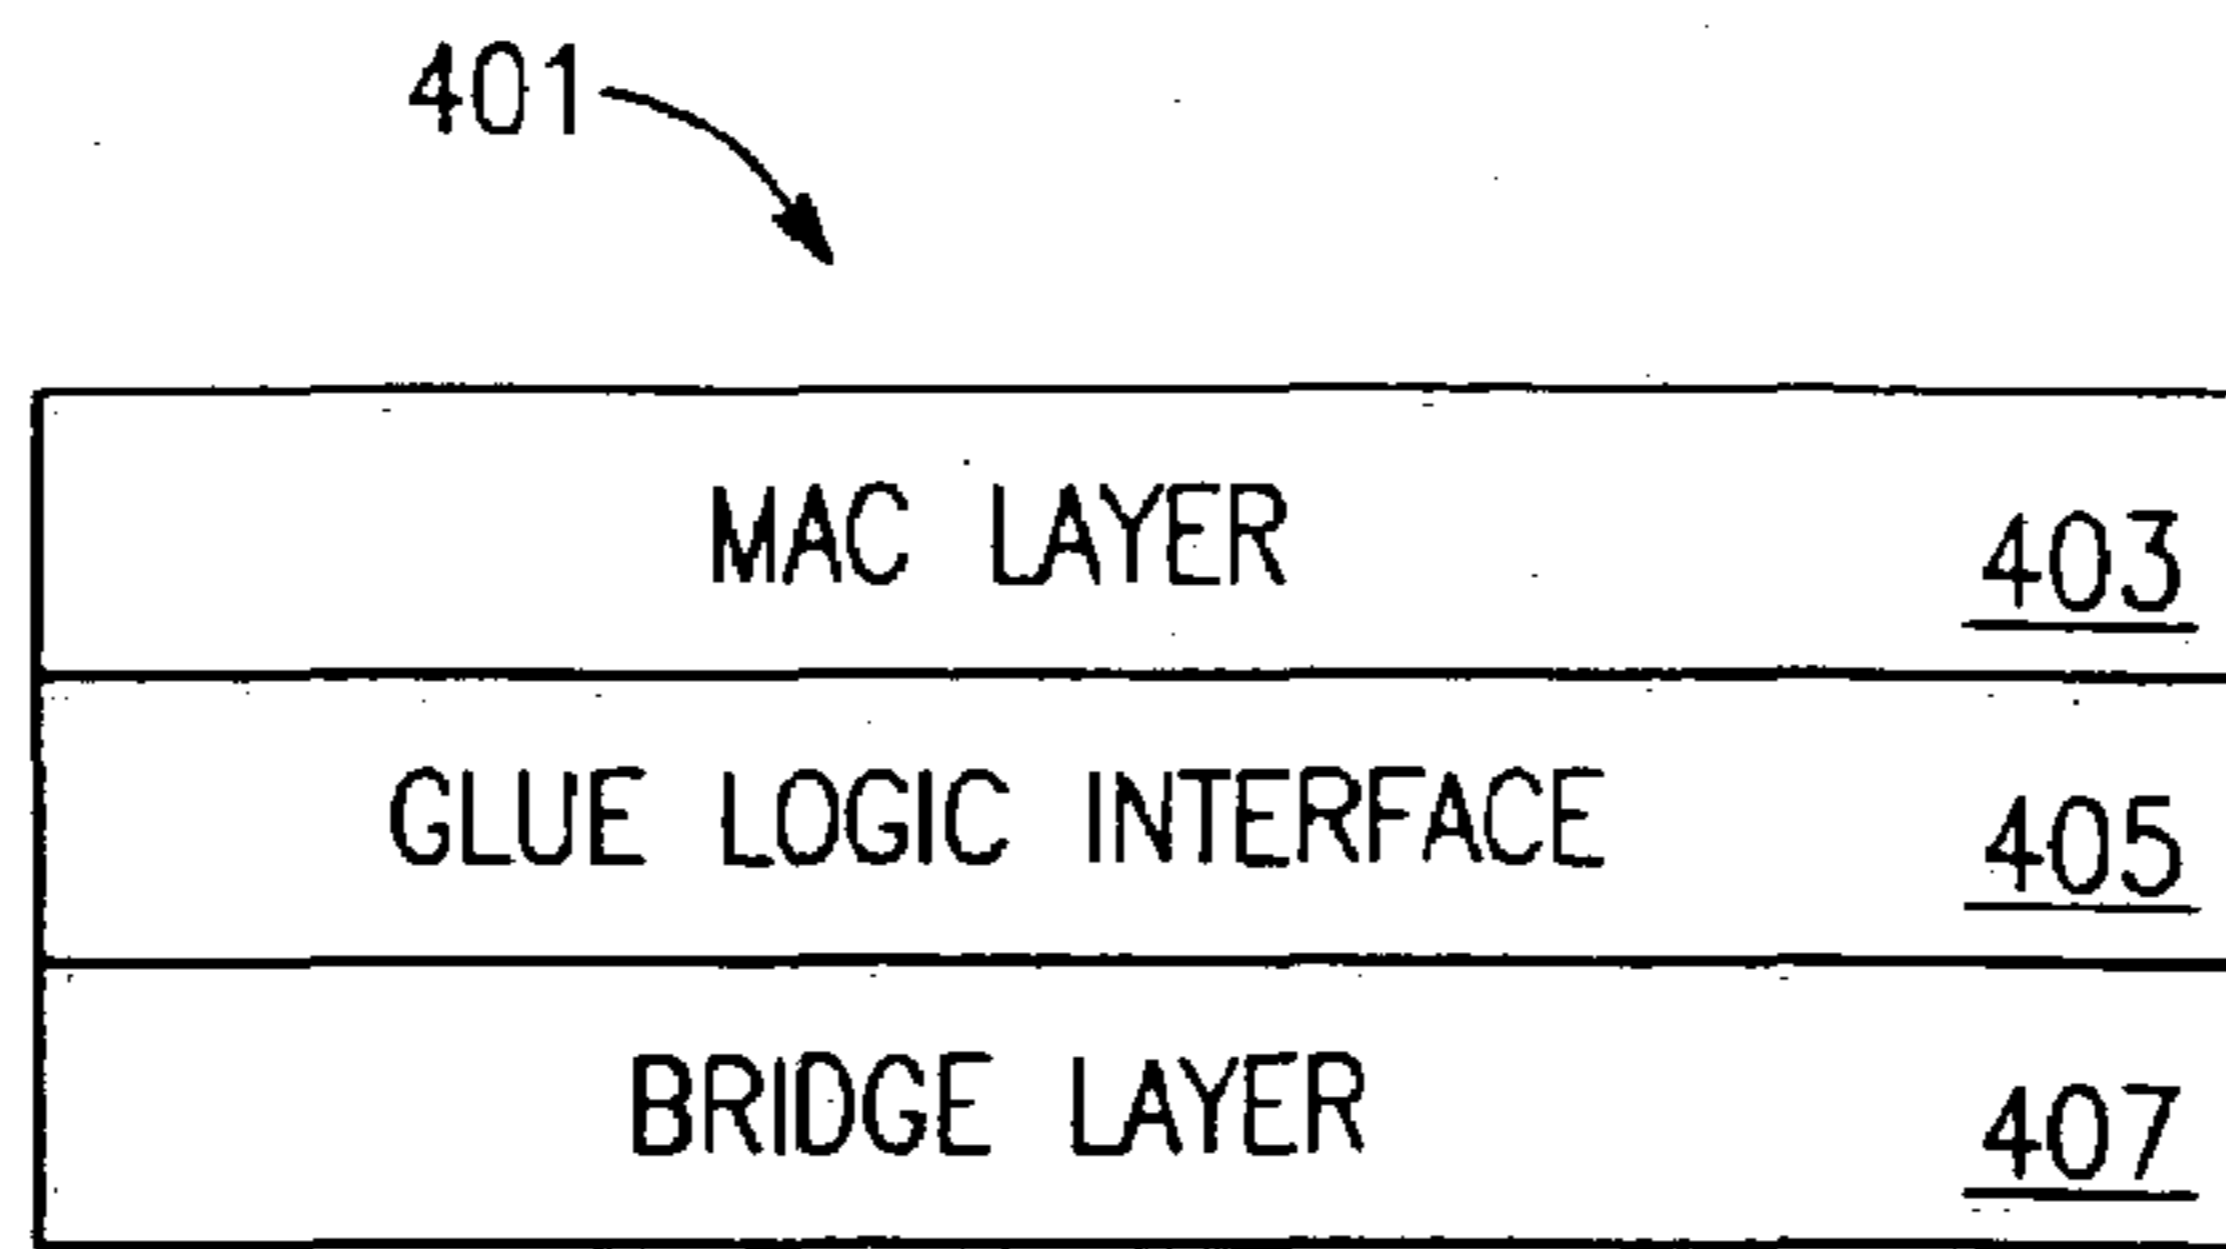 401
MAC LAYER 403
GLUE LOGIC INTERFACE 405
BRIDGE LAYER 407